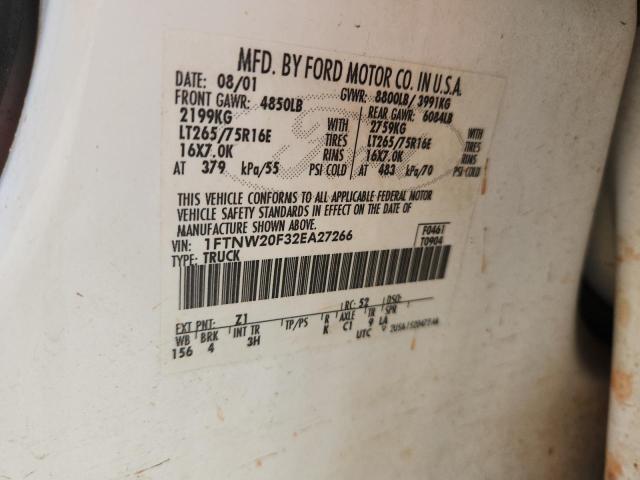 MFD. BY FORD MOTOR CO. IN U.S.A.
DATE: 08/01 GVWR: 8800LB/ 3991KG
FRONT GAWR: 4850LB REAR GAWR: 6084LB
2199KG WITH 2759KG WITH
LT265/75R16E TIRES LT265/75R16E TIRES
16X7.0K RIMS 16X7.0K RIMS
AT 379 kPa/55 PSI COLD AT 483 kPa/70 PSI COLD
THIS VEHICLE CONFORMS TO ALL APPLICABLE FEDERAL MOTOR
VEHICLE SAFETY STANDARDS IN EFFECT ON THE DATE OF
MANUFACTURE SHOWN ABOVE.
VIN: 1FTNW20F32EA27266 F0461
TYPE: TRUCK T0904
EXT PNT: Z1 RC: 52 DSO:
WB BRK INT TR TP/PS R AXLE TR SPR
156 4 3H K C1 9 LA
UTC